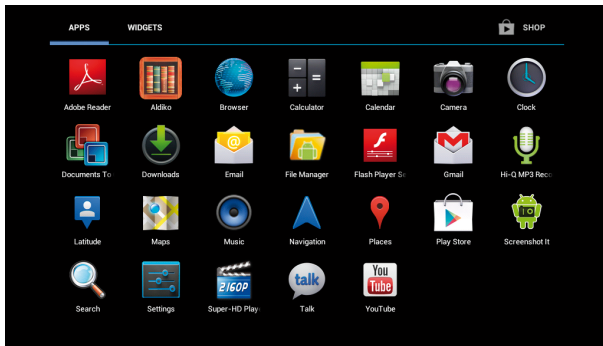 APPS WIDGETS SHOP
Adobe Reader Aldiko Browser Calculator Calendar Camera Clock
Documents To Downloads Email File Manager Flash Player Se Gmail Hi-Q MP3 Reco
Latitude Maps Music Navigation Places Play Store Screenshot It
2160P talk You
Tube
Search Settings Super-HD Play Talk YouTube